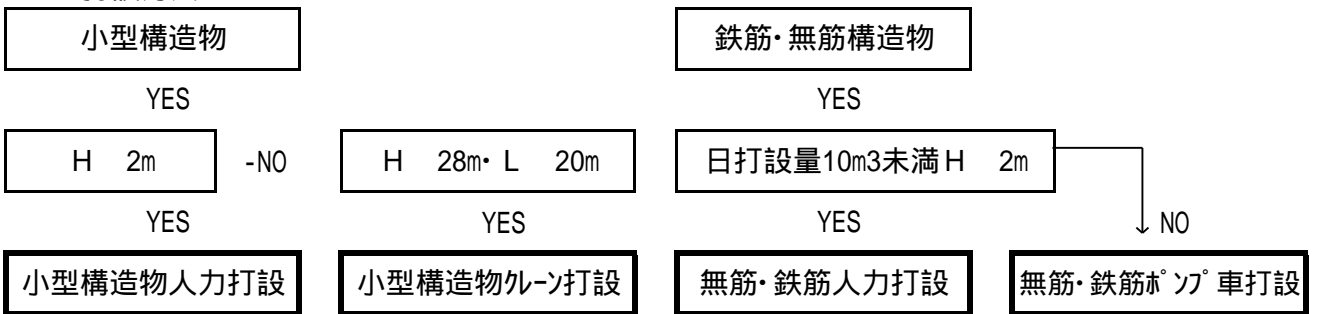 小型構造物 鉄筋・無筋構造物
YES YES
H 2m -NO H 28m・L 20m 日打設量10m3未満H 2m
YES YES YES NO
小型構造物人力打設 小型構造物ｸﾚｰﾝ打設 無筋・鉄筋人力打設 無筋・鉄筋ﾎﾟﾝﾌﾟ車打設